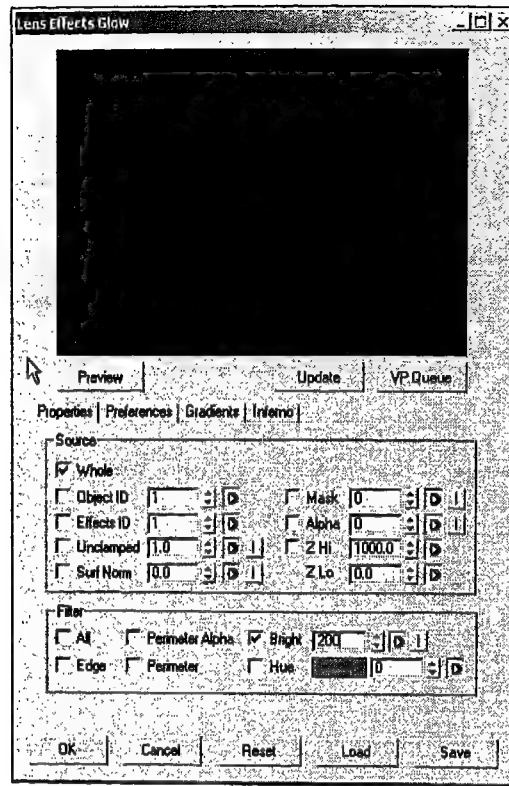 Lens Effects Glow
Preview Update VP Queue
Properties Preferences Gradients Inferno
Source
Whole
Object ID 1 Mask 0
Effects ID 1 Alpha 0 I
Unclamped 1.0 I Z Hi 1000.0
Surf Norm 0.0 I Z Lo 0.0
Filter
All Perimeter Alpha Bright 200 I
Edge Perimeter Hue 0
OK Cancel Reset Load Save